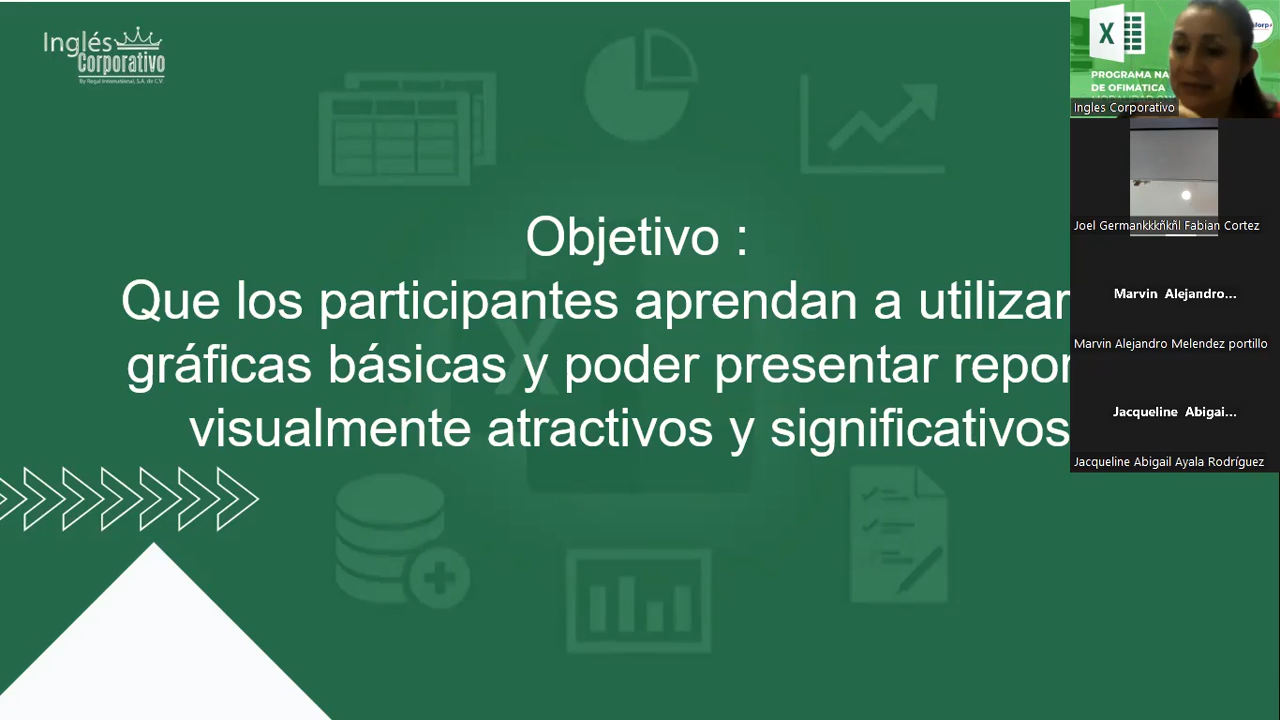 Inglés
Corporativo
By Regal International, S.A. de C.V.
Objetivo :
Que los participantes aprendan a utilizar
gráficas básicas y poder presentar repor
visualmente atractivos y significativos
X
PROGRAMA NA
DE OFIMÁTICA
Ingles Corporativo
Joel Germankkkñkñl Fabian Cortez
Marvin Alejandro...
Marvin Alejandro Melendez portillo
Jacqueline Abigai...
Jacqueline Abigail Ayala Rodríguez